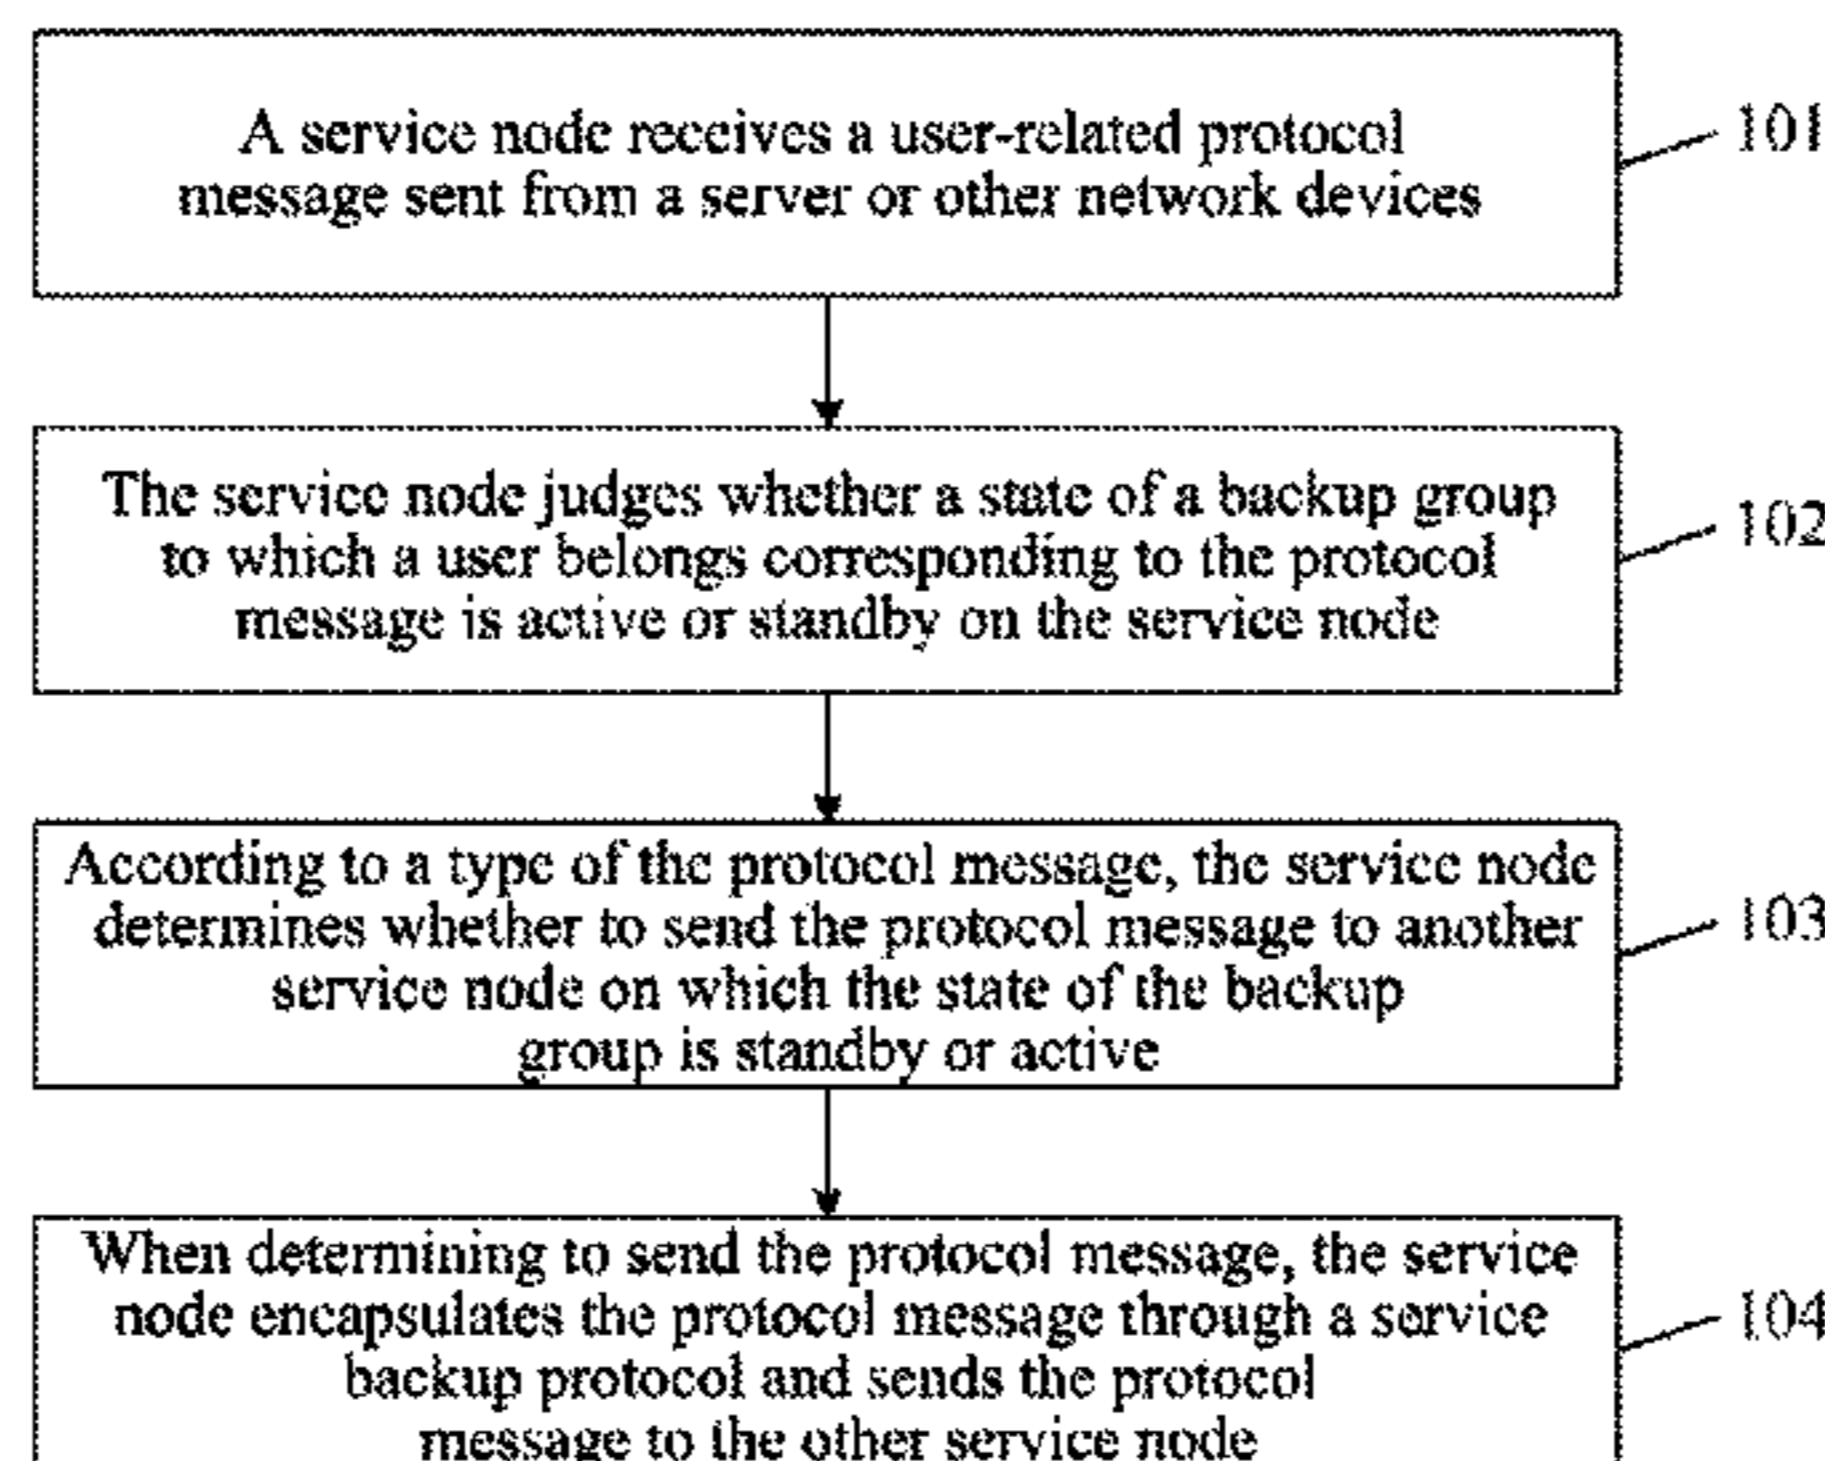 A service node receives a user-related protocol
message sent from a server or other network devices
101
The service node judges whether a state of a backup group
to which a user belongs corresponding to the protocol
message is active or standby on the service node
102
According to a type of the protocol message, the service node
determines whether to send the protocol message to another
service node on which the state of the backup
group is standby or active
103
When determining to send the protocol message, the service
node encapsulates the protocol message through a service
backup protocol and sends the protocol
message to the other service node
104